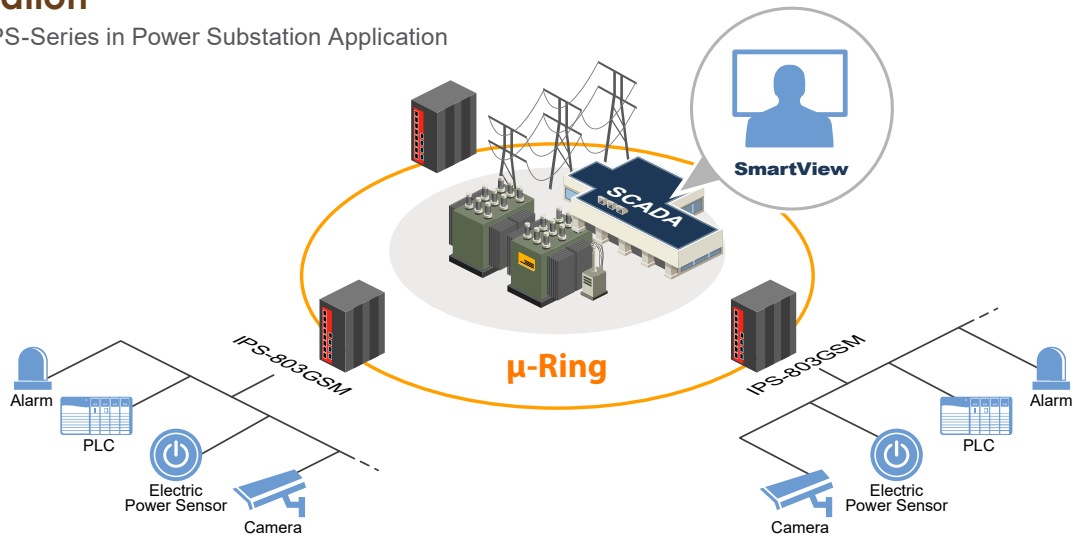 PS-Series in Power Substation Application
SmartView
SCADA
μ-Ring
IPS-803GSM
IPS-803GSM
Alarm
PLC
Electric
Power Sensor
Camera
Alarm
PLC
Electric
Power Sensor
Camera